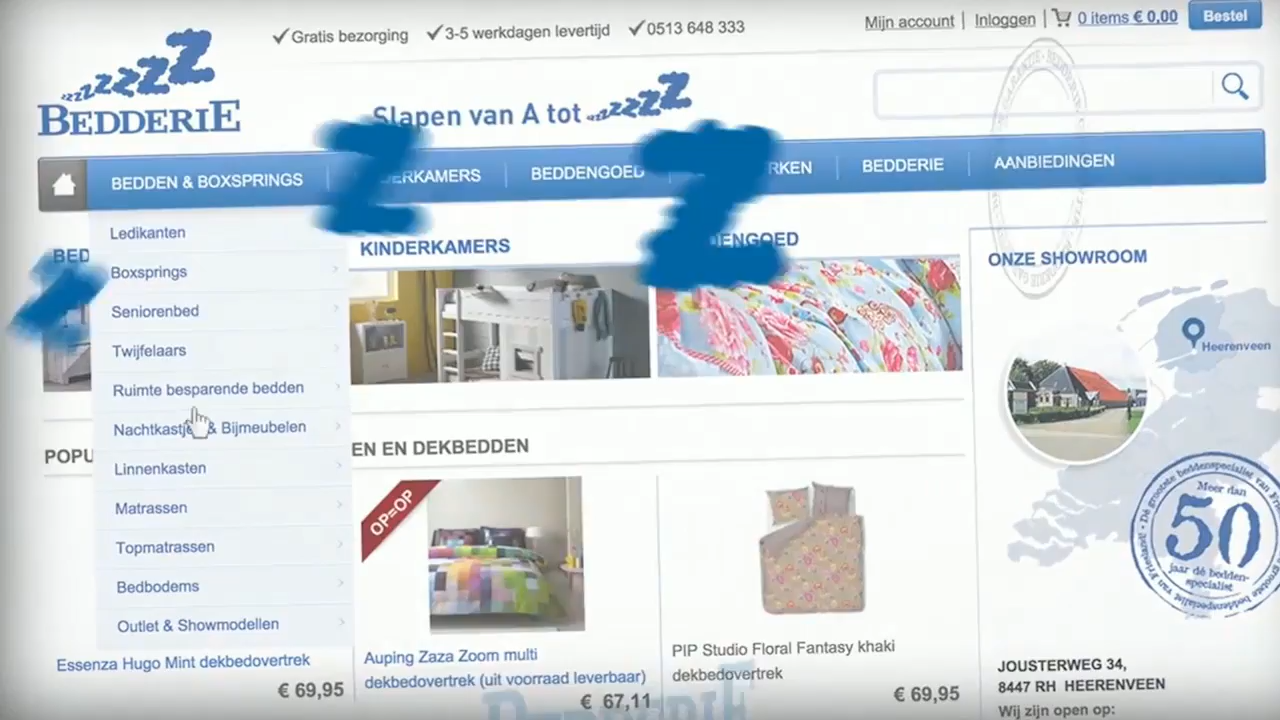 Gratis bezorging
3-5 werkdagen levertijd
0513 648 333
Mijn account
Inloggen
0 items € 0,00
Bestel
zzzzzZ
BEDDERIE
Slapen van A tot zzzzZ
BEDDEN & BOXSPRINGS
BEDDENGOED
BEDDERIE
AANBIEDINGEN
Z
Z
Ledikanten
Boxsprings
Seniorenbed
Twijfelaars
Ruimte besparende bedden
& Bijmeubelen
Linnenkasten
Matrassen
Topmatrassen
Bedbodems
Outlet & Showmodellen
KINDERKAMERS
ONZE SHOWROOM
Heerenveen
EN DEKBEDDEN
OP=OP
Essenza Hugo Mint dekbedovertrek
€ 69,95
Auping Zaza Zoom multi
dekbedovertrek (uit voorraad leverbaar)
€ 67,11
PIP Studio Floral Fantasy khaki
dekbedovertrek
€ 69,95
Meer dan
50
jaar dé bedden-
specialist
JOUSTERWEG 34,
8447 RH HEERENVEEN
Wij zijn open op:
BEDDERIE